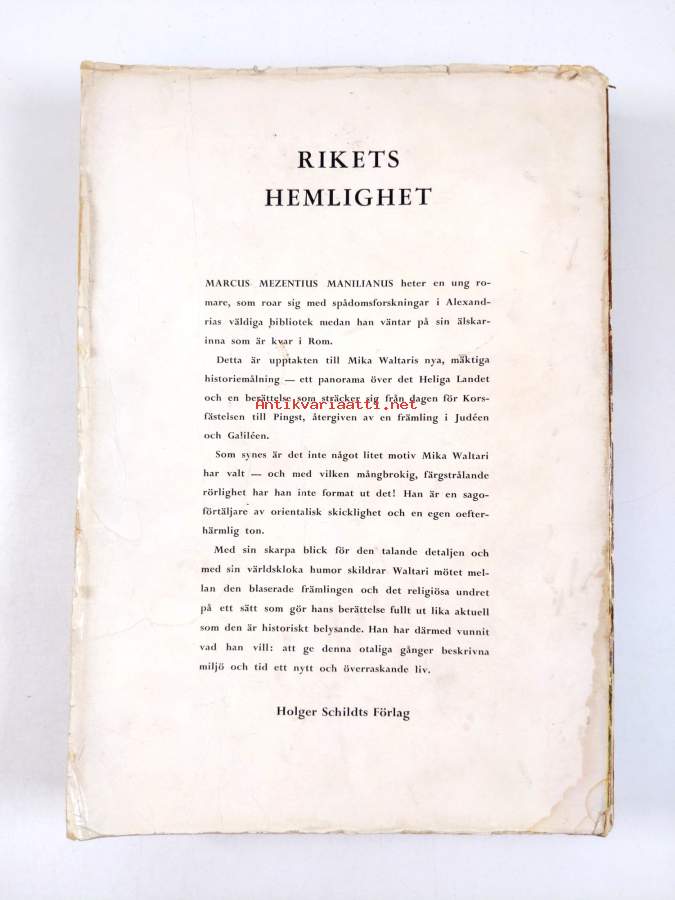 RIKETS
HEMLIGHET
MARCUS MEZENTIUS MANILIANUS heter en ung ro-
mare, som roar sig med spådomsforskningar i Alexand-
rias väldiga bibliotek medan han väntar på sin älskar-
inna som är kvar i Rom.
Detta är upptakten till Mika Waltaris nya, mäktiga
historiemålning — ett panorama över det Heliga Landet
och en berättelse som sträcker sig från dagen för Kors-
Antikvariaatti.net
fästelsen till Pingst, återgiven av en främling i Judéen
och Galiléen.
Som synes är det inte något litet motiv Mika Waltari
har valt — och med vilken mångbrokig, färgstrålande
rörlighet har han inte format ut det! Han är en sago-
förtäljare av orientalisk skicklighet och en egen oefter-
härmlig ton.
Med sin skarpa blick för den talande detaljen och
med sin världskloka humor skildrar Waltari mötet mel-
lan den blaserade främlingen och det religiösa undret
på ett sätt som gör hans berättelse fullt ut lika aktuell
som den är historiskt belysande. Han har därmed vunnit
vad han vill: att ge denna otaliga gånger beskrivna
miljö och tid ett nytt och överraskande liv.
Holger Schildts Förlag